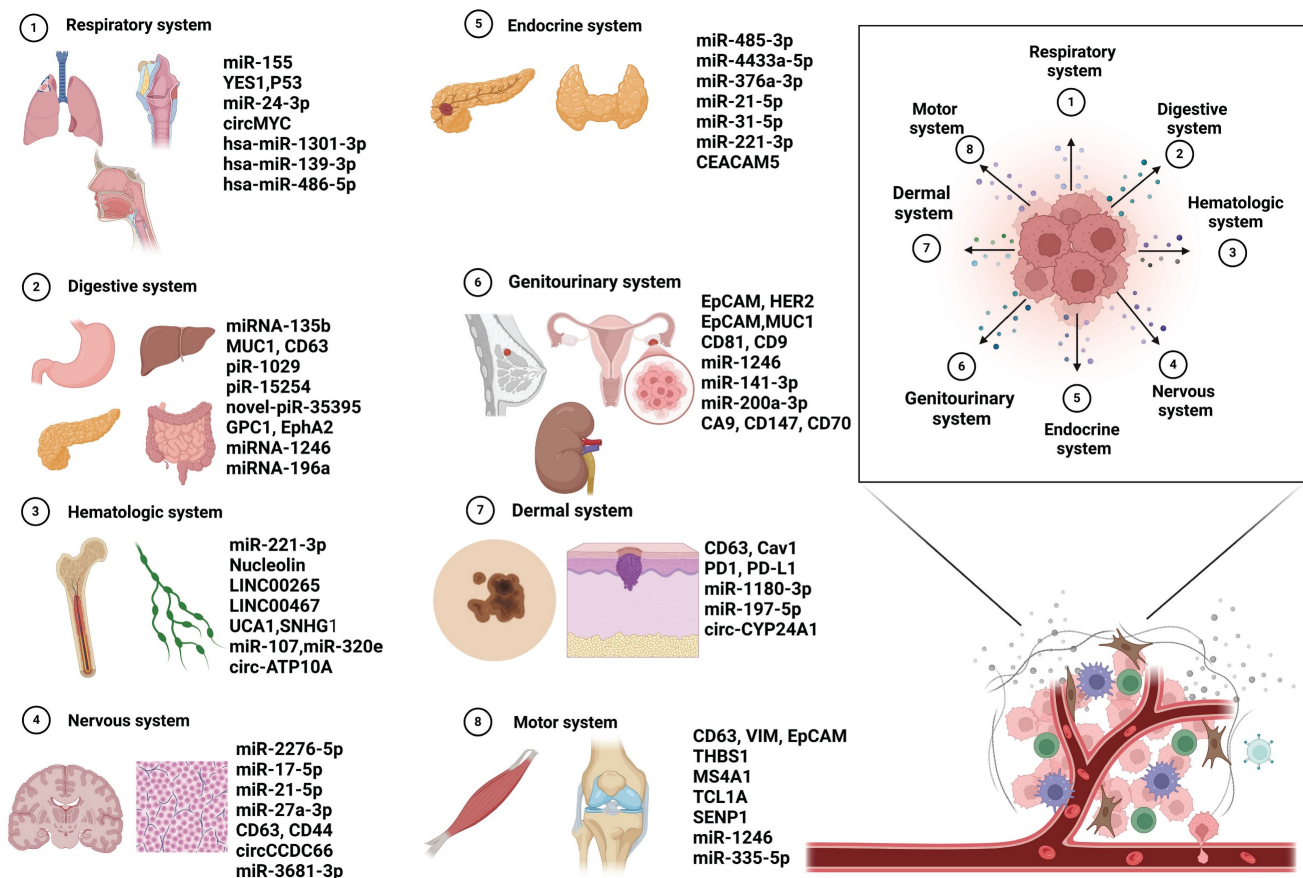 1 Respiratory system
miR-155
YES1,P53
miR-24-3p
circMYC
hsa-miR-1301-3p
hsa-miR-139-3p
hsa-miR-486-5p
2 Digestive system
miRNA-135b
MUC1, CD63
piR-1029
piR-15254
novel-piR-35395
GPC1, EphA2
miRNA-1246
miRNA-196a
3 Hematologic system
miR-221-3p
Nucleolin
LINC00265
LINC00467
UCA1,SNHG1
miR-107,miR-320e
circ-ATP10A
4 Nervous system
miR-2276-5p
miR-17-5p
miR-21-5p
miR-27a-3p
CD63, CD44
circCCDC66
miR-3681-3p
5 Endocrine system
miR-485-3p
miR-4433a-5p
miR-376a-3p
miR-21-5p
miR-31-5p
miR-221-3p
CEACAM5
6 Genitourinary system
EpCAM, HER2
EpCAM,MUC1
CD81, CD9
miR-1246
miR-141-3p
miR-200a-3p
CA9, CD147, CD70
7 Dermal system
CD63, Cav1
PD1, PD-L1
miR-1180-3p
miR-197-5p
circ-CYP24A1
8 Motor system
CD63, VIM, EpCAM
THBS1
MS4A1
TCL1A
SENP1
miR-1246
miR-335-5p
Respiratory
system
1
Digestive
system
2
Hematologic
system
3
4
Nervous
system
5
Endocrine
system
6
Genitourinary
system
Dermal
system
7
Motor
system
8